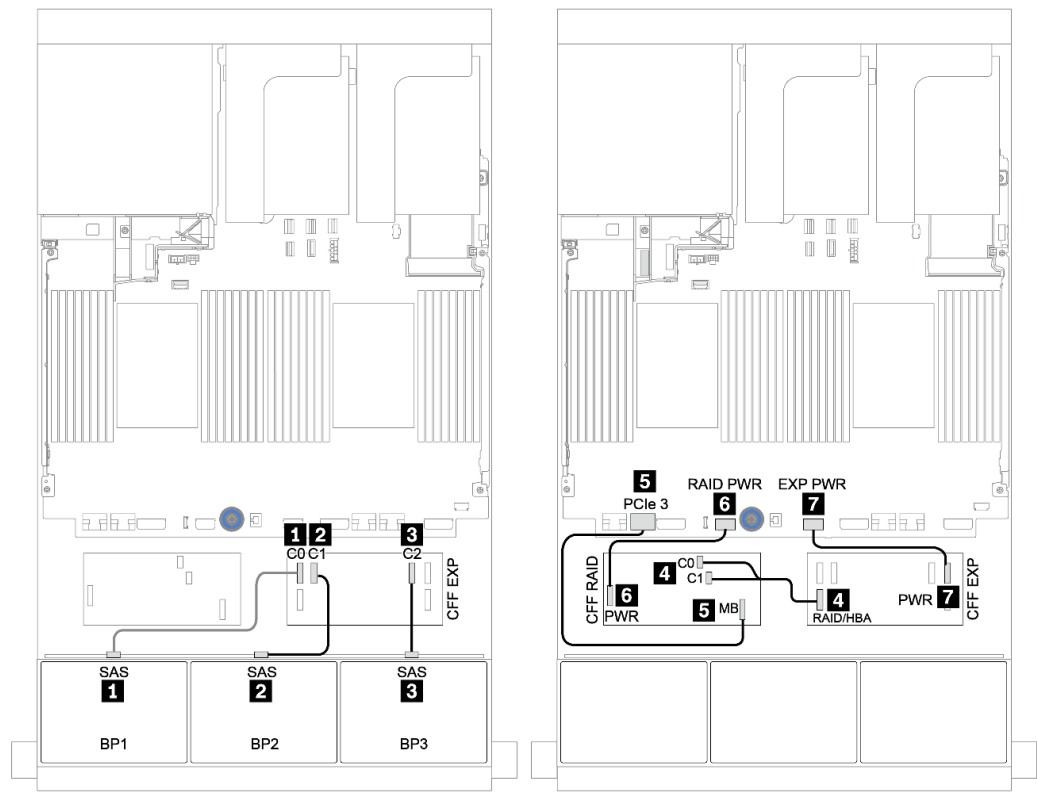 1 2 3
C0 C1 C2
CFF EXP
SAS SAS SAS
1 2 3
BP1 BP2 BP3
5
RAID PWR EXP PWR
PCIe 3 6 7
CFF RAID
4 C0
C1
6
PWR
5 MB
4
RAID/HBA
PWR 7
CFF EXP